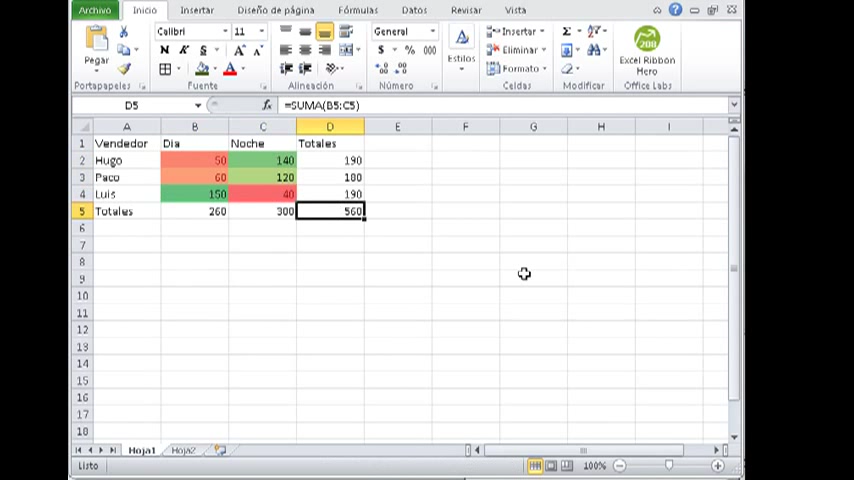 Archivo Inicio Insertar Diseño de página Fórmulas Datos Revisar Vista
Calibri 11 General Insertar Σ
N K S A A $ % 000 Eliminar
Pegar A Estilos Formato Excel Ribbon Hero
Portapapeles Fuente Alineación Número Celdas Modificar Office Labs
D5 fx =SUMA(B5:C5)
A B C D E F G H I
1 Vendedor Dia Noche Totales
2 Hugo 50 140 190
3 Paco 60 120 180
4 Luis 150 40 190
5 Totales 260 300 560
6
7
8
9
10
11
12
13
14
15
16
17
18
Hoja1 Hoja2
Listo 100%